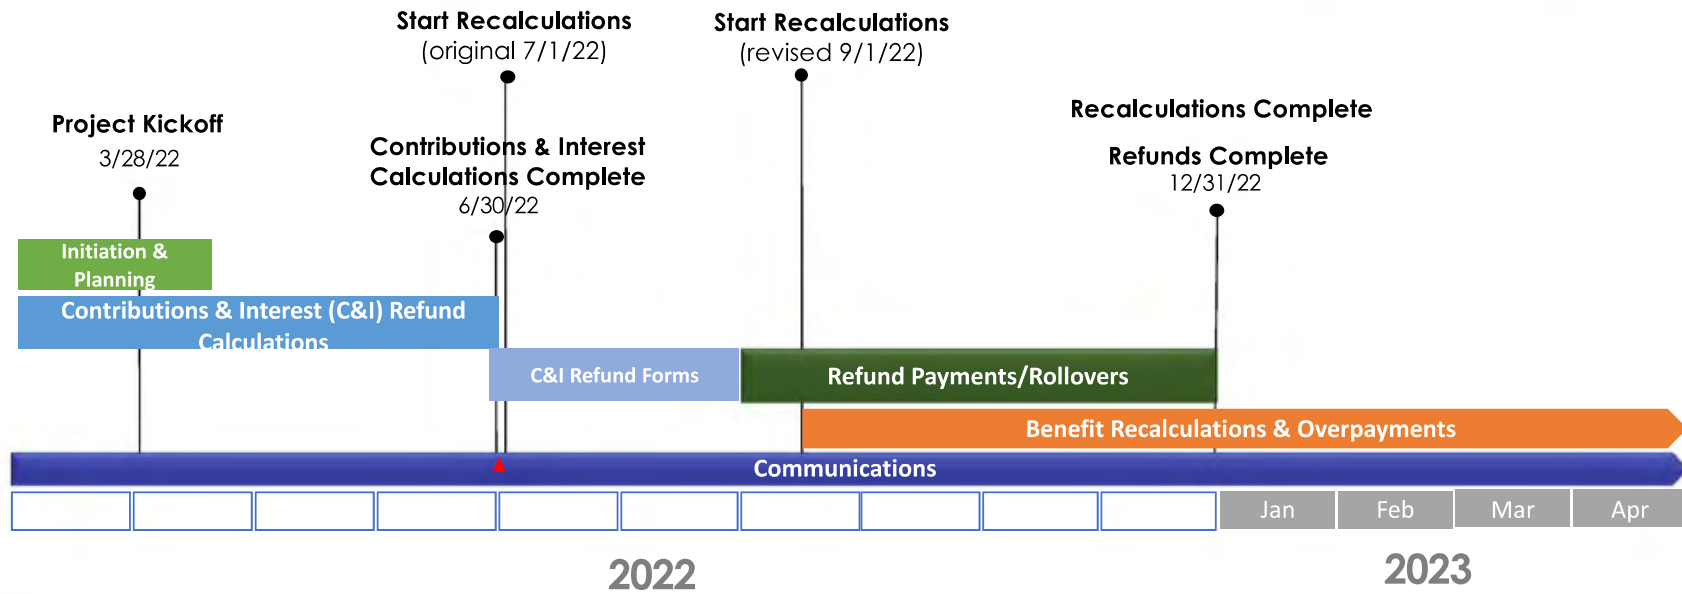 Start Recalculations
(original 7/1/22)
Start Recalculations
(revised 9/1/22)
Project Kickoff
3/28/22
Contributions & Interest
Calculations Complete
6/30/22
Recalculations Complete
Refunds Complete
12/31/22
Initiation &
Planning
Contributions & Interest (C&I) Refund
Calculations
C&I Refund Forms
Refund Payments/Rollovers
Benefit Recalculations & Overpayments
Communications
Jan
Feb
Mar
Apr
2022
2023